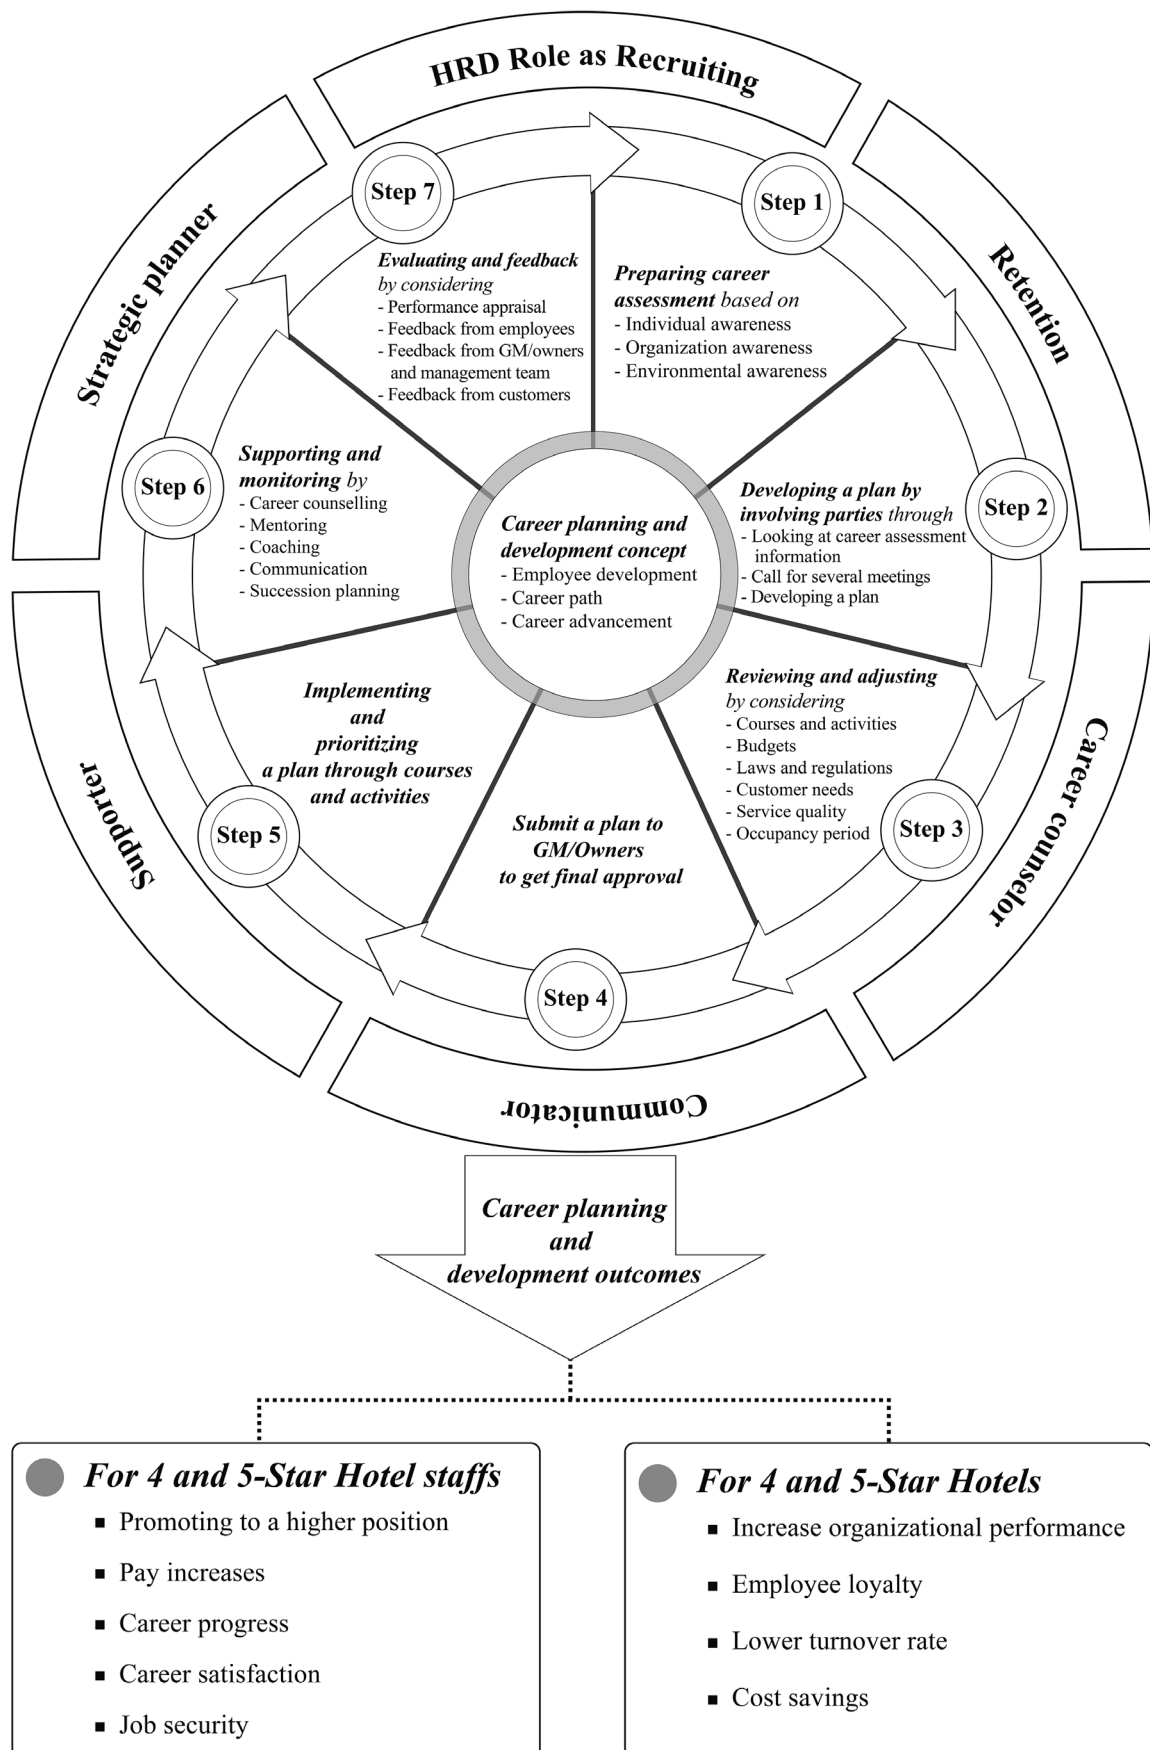 HRD Role as Recruiting
Retention
Career counselor
Communicator
Supporter
Strategic planner
Step 1
Preparing career
assessment based on
- Individual awareness
- Organization awareness
- Environmental awareness
Step 2
Developing a plan by
involving parties through
- Looking at career assessment
information
- Call for several meetings
- Developing a plan
Step 3
Reviewing and adjusting
by considering
- Courses and activities
- Budgets
- Laws and regulations
- Customer needs
- Service quality
- Occupancy period
Step 4
Submit a plan to
GM/Owners
to get final approval
Step 5
Implementing
and
prioritizing
a plan through courses
and activities
Step 6
Supporting and
monitoring by
- Career counselling
- Mentoring
- Coaching
- Communication
- Succession planning
Step 7
Evaluating and feedback
by considering
- Performance appraisal
- Feedback from employees
- Feedback from GM/owners
and management team
- Feedback from customers
Career planning and
development concept
- Employee development
- Career path
- Career advancement
Career planning
and
development outcomes
For 4 and 5-Star Hotel staffs
▪ Promoting to a higher position
▪ Pay increases
▪ Career progress
▪ Career satisfaction
▪ Job security
For 4 and 5-Star Hotels
▪ Increase organizational performance
▪ Employee loyalty
▪ Lower turnover rate
▪ Cost savings